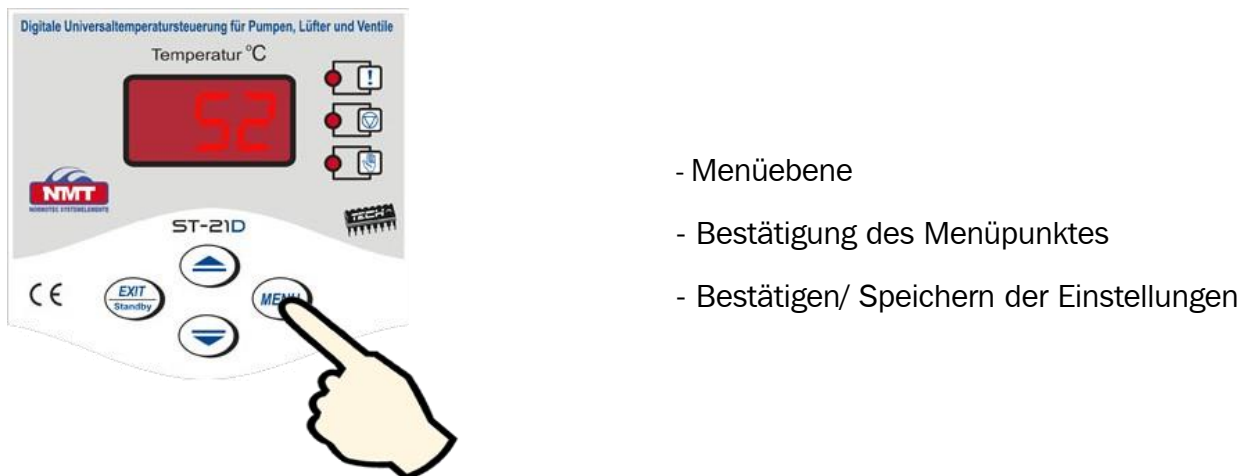 Digitale Universaltemperatursteuerung für Pumpen, Lüfter und Ventile
Temperatur °C
52
!
NMT
TECH
ST-21D
CE
EXIT
Standby
MENU
- Menüebene
- Bestätigung des Menüpunktes
- Bestätigen/ Speichern der Einstellungen